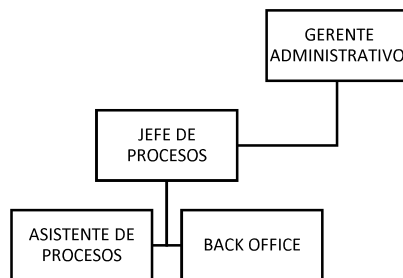 GERENTE
ADMINISTRATIVO
JEFE DE
PROCESOS
ASISTENTE DE
PROCESOS
BACK OFFICE